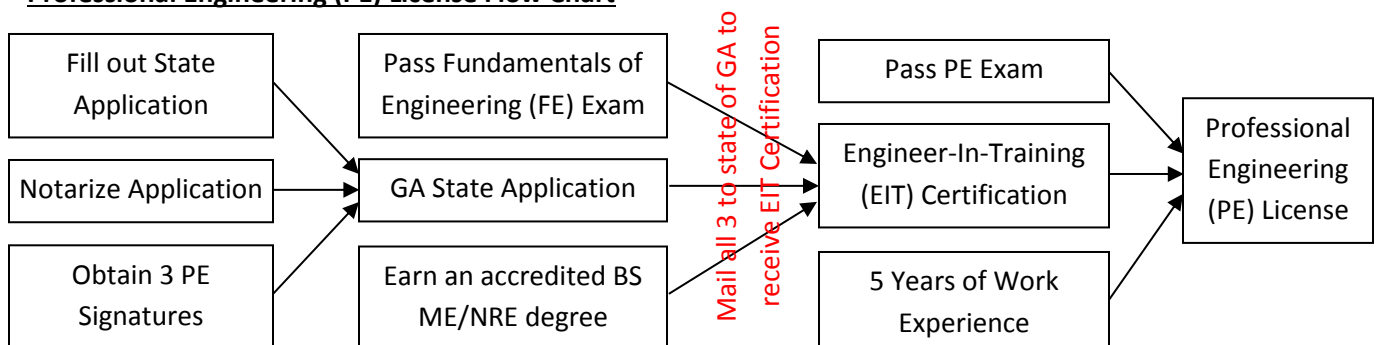 Professional Engineering (PE) License Flow Chart
Fill out State
Application
Notarize Application
Obtain 3 PE
Signatures
Pass Fundamentals of
Engineering (FE) Exam
GA State Application
Earn an accredited BS
ME/NRE degree
Mail all 3 to state of GA to
receive EIT Certification
Pass PE Exam
Engineer-In-Training
(EIT) Certification
5 Years of Work
Experience
Professional
Engineering
(PE) License